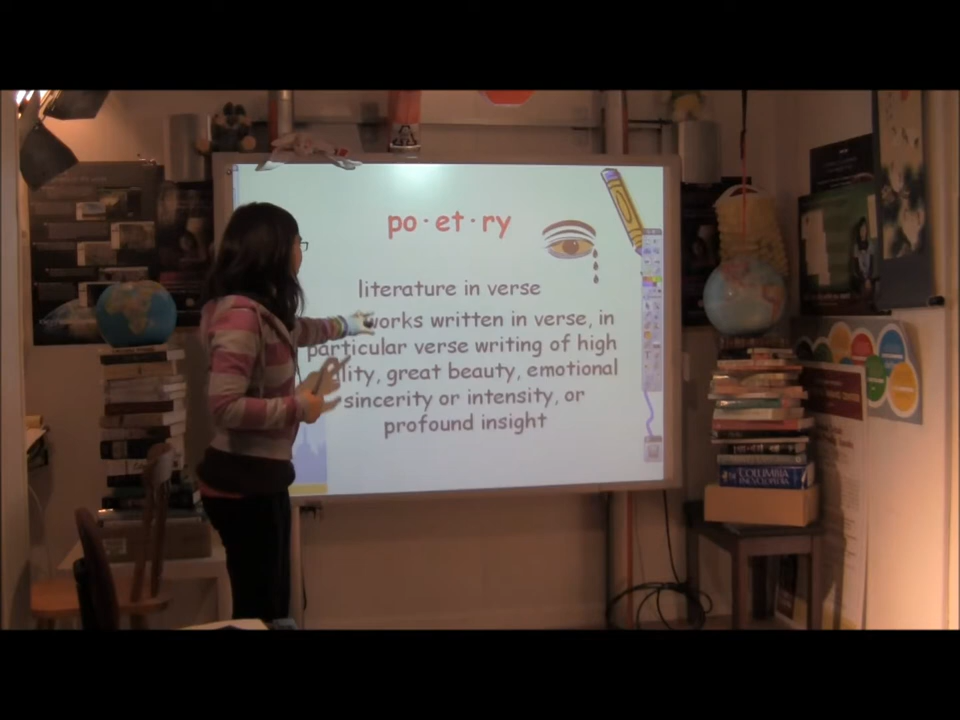 po·et·ry
literature in verse
works written in verse, in
particular verse writing of high
lity, great beauty, emotional
sincerity or intensity, or
profound insight
COLUMBIA
ENCYCLOPEDIA